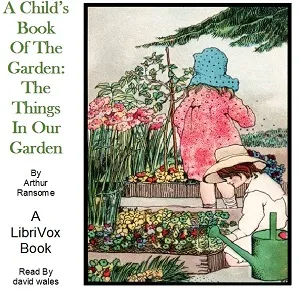 A Child's
Book
Of The
Garden:
The
Things
In Our
Garden
By
Arthur
Ransome
A
LibriVox
Book
Read By
david wales